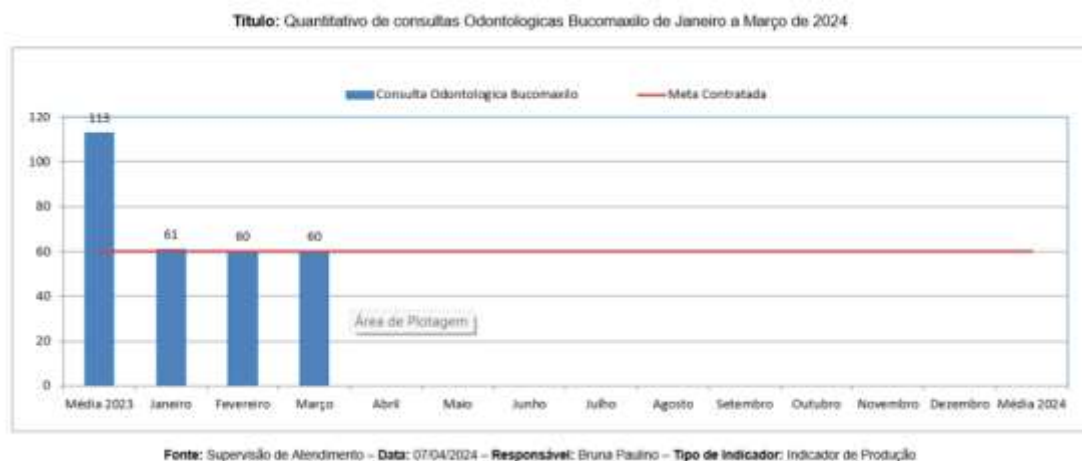 Título: Quantitativo de consultas Odontologicas Bucomaxilo de Janeiro a Março de 2024
Consulta Odontologica Bucomaxilo Meta Contratada
120
113
100
80
61 60 60
60
40
Área de Plotagem
20
0
Média 2023 Janeiro Fevereiro Março Abril Maio Junho Julho Agosto Setembro Outubro Novembro Dezembro Média 2024
Fonte: Supervisão de Atendimento – Data: 07/04/2024 – Responsável: Bruna Paulino – Tipo de Indicador: Indicador de Produção